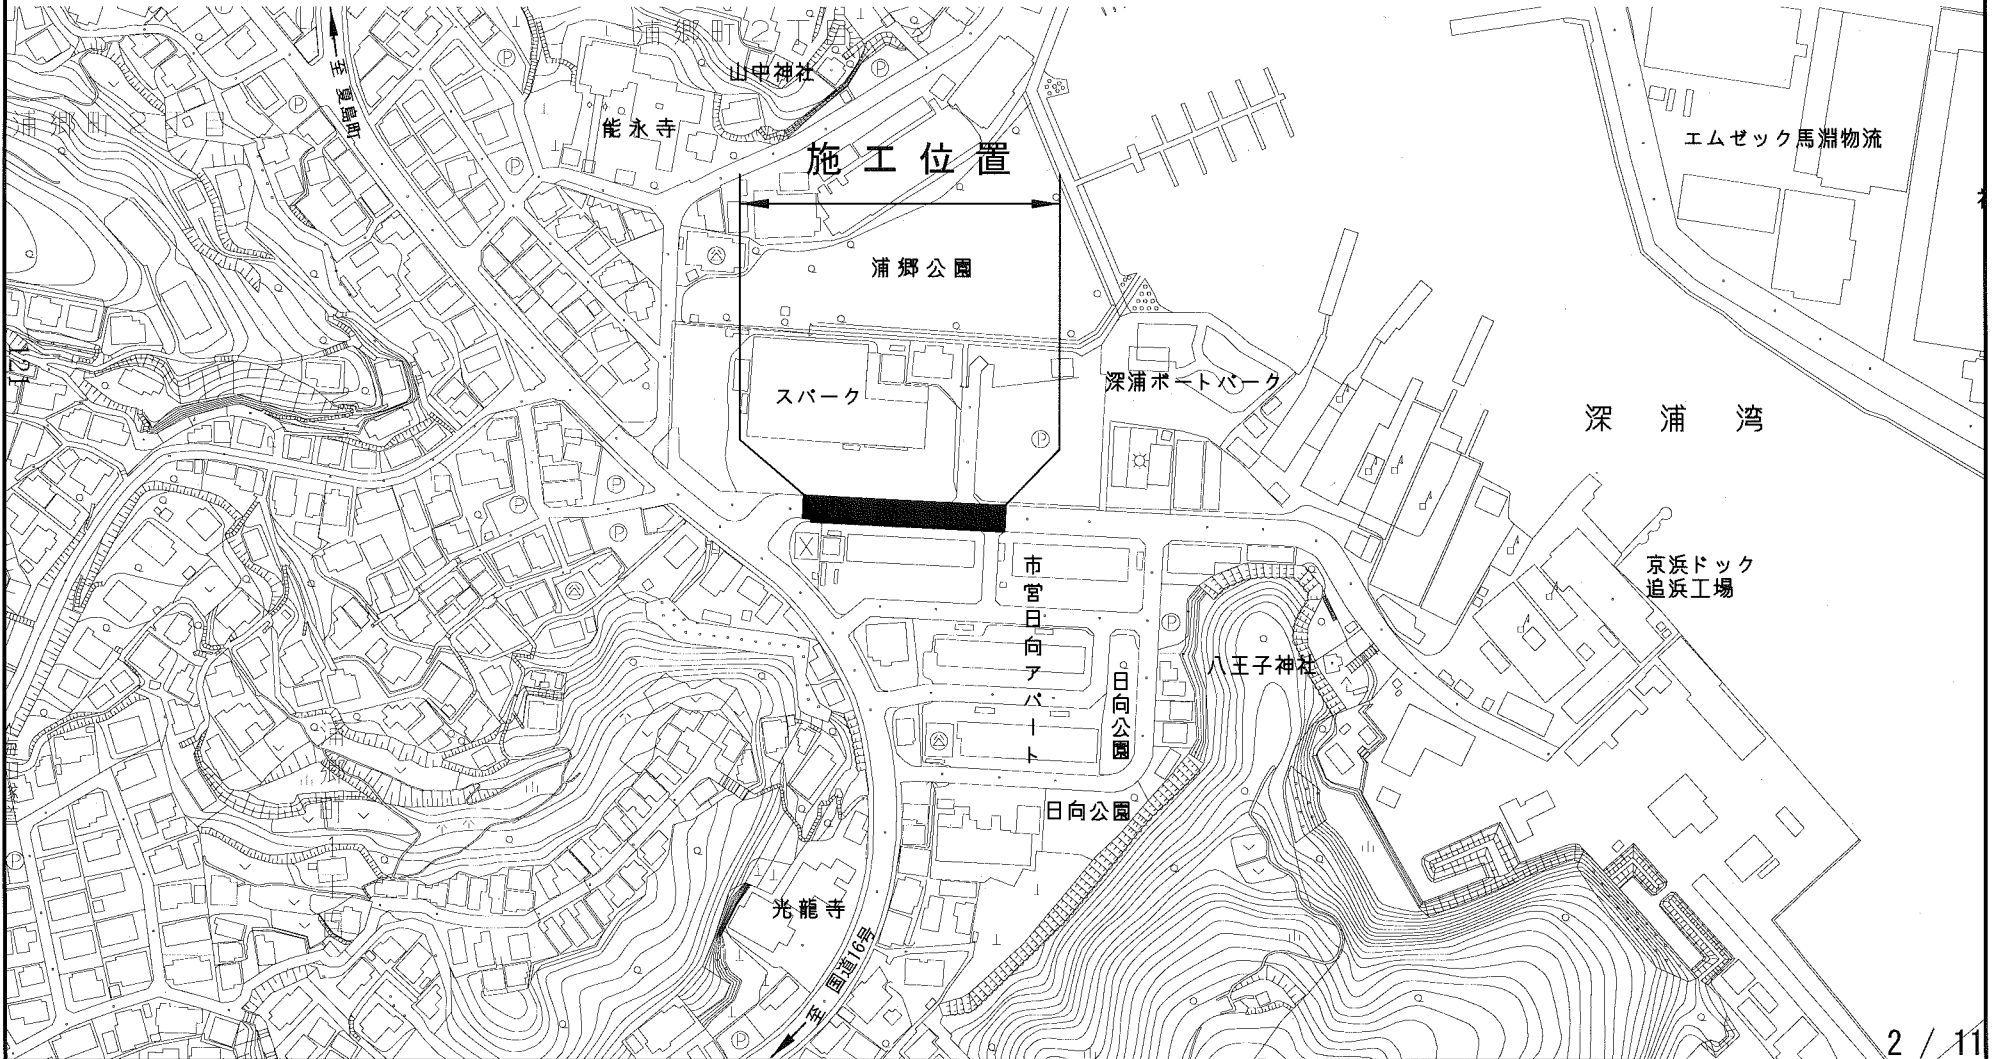 浦郷町2丁目
至 夏島町
山中神社
Ⓟ
浦郷町2丁目
Ⓟ
能永寺
エムゼック馬淵物流
施工位置
Ⓟ
浦郷公園
121
スパーク
深浦ボートパーク
深浦湾
Ⓟ
Ⓟ
Ⓟ
Ⓟ
市営日向アパート
京浜ドック
追浜工場
Ⓟ
八王子神社
日向公園
日向公園
Ⓟ
光龍寺
至 国道16号
Ⓟ
2 / 11